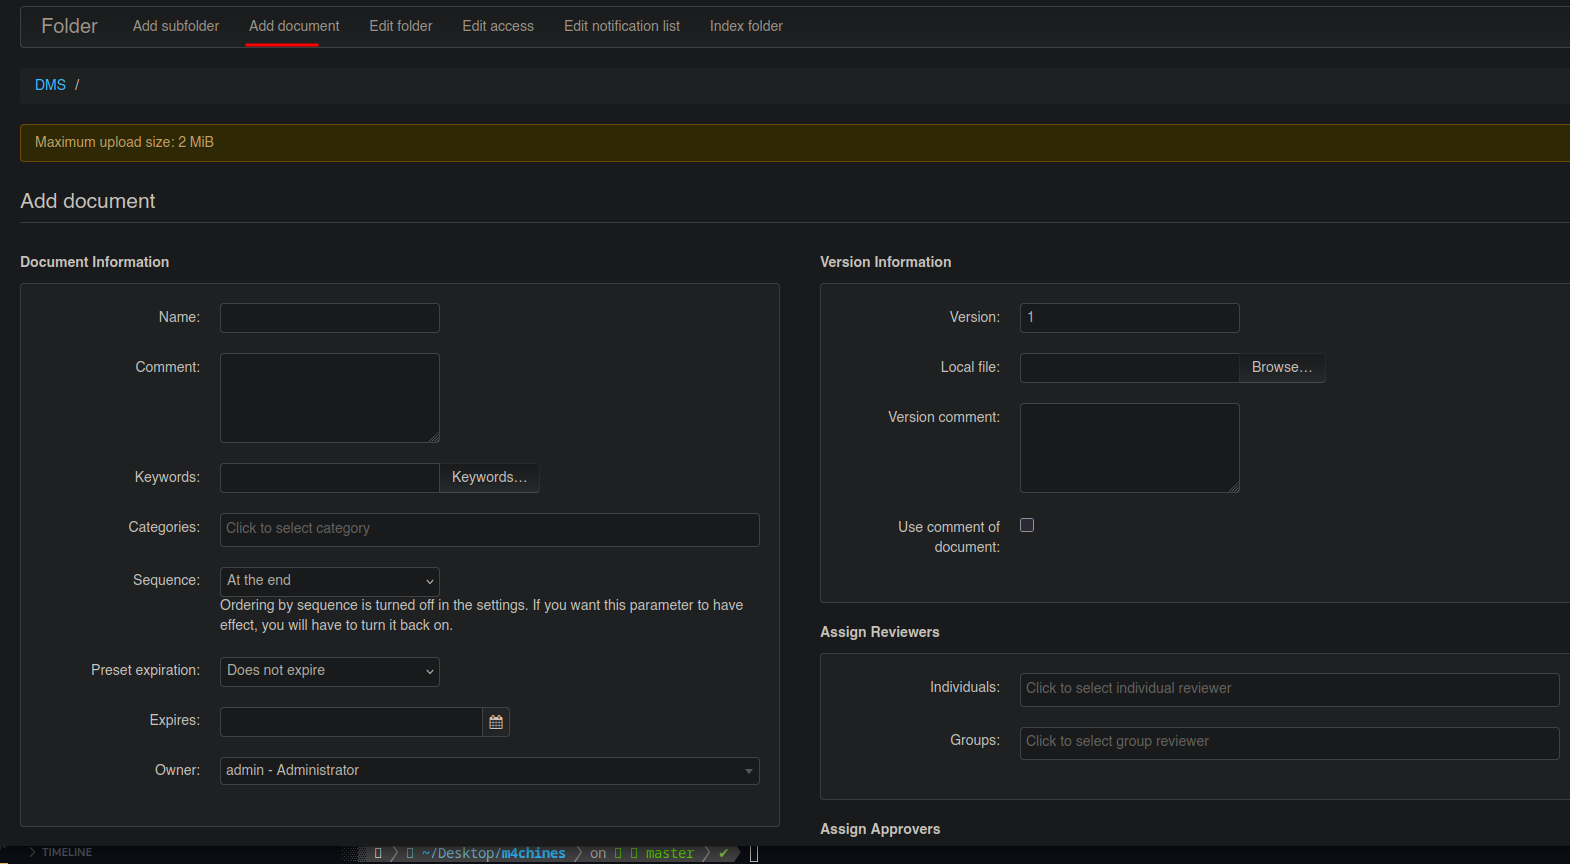 Folder Add subfolder Add document Edit folder Edit access Edit notification list Index folder
DMS /
Maximum upload size: 2 MiB
Add document
Document Information
Name:
Comment:
Keywords: Keywords…
Categories: Click to select category
Sequence: At the end
Ordering by sequence is turned off in the settings. If you want this parameter to have
effect, you will have to turn it back on.
Preset expiration: Does not expire
Expires:
Owner: admin - Administrator
Version Information
Version: 1
Local file: Browse…
Version comment:
Use comment of
document:
Assign Reviewers
Individuals: Click to select individual reviewer
Groups: Click to select group reviewer
Assign Approvers
TIMELINE ~/Desktop/m4chines on master ✔